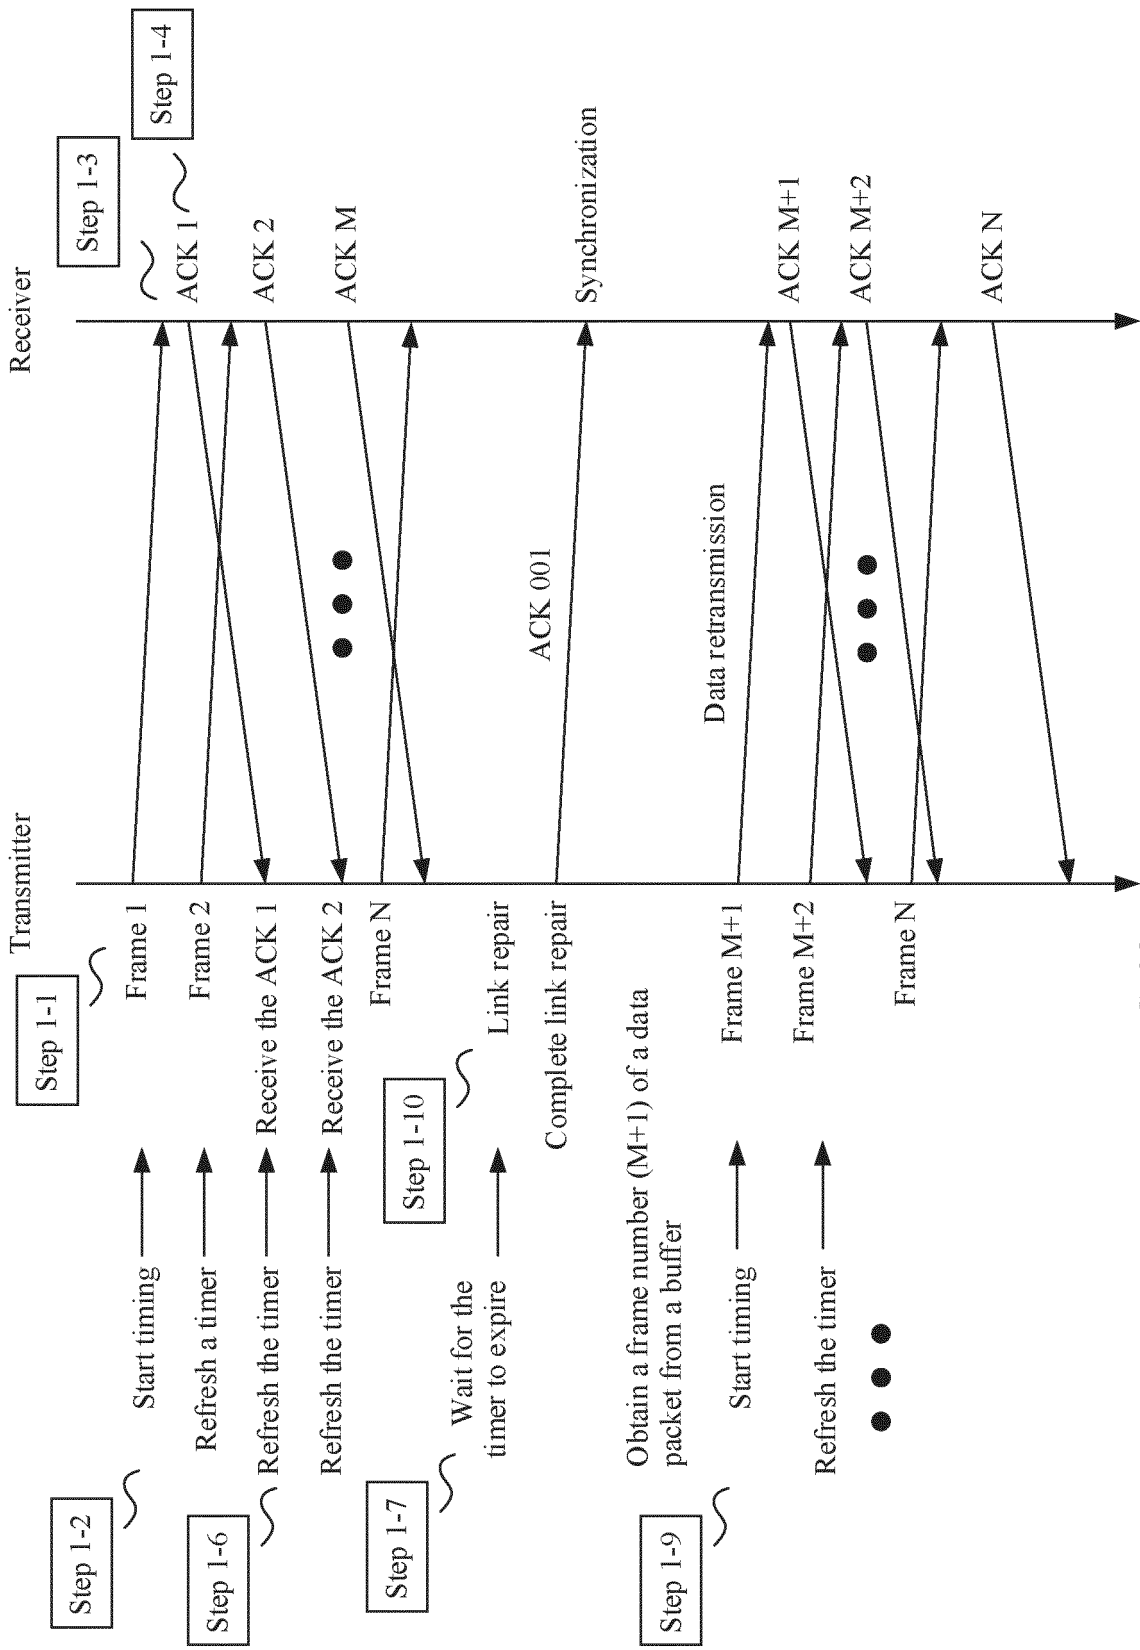 Transmitter
Receiver
Step 1-1
Step 1-2
Step 1-3
Step 1-4
Start timing
Frame 1
ACK 1
Refresh a timer
Frame 2
Step 1-6
Refresh the timer
Receive the ACK 1
ACK 2
Refresh the timer
Receive the ACK 2
ACK M
Frame N
Step 1-7
Wait for the
timer to expire
Step 1-10
Link repair
Complete link repair
ACK 001
Synchronization
Obtain a frame number (M+1) of a data
packet from a buffer
Step 1-9
Data retransmission
Start timing
Frame M+1
ACK M+1
Refresh the timer
Frame M+2
ACK M+2
Frame N
ACK N